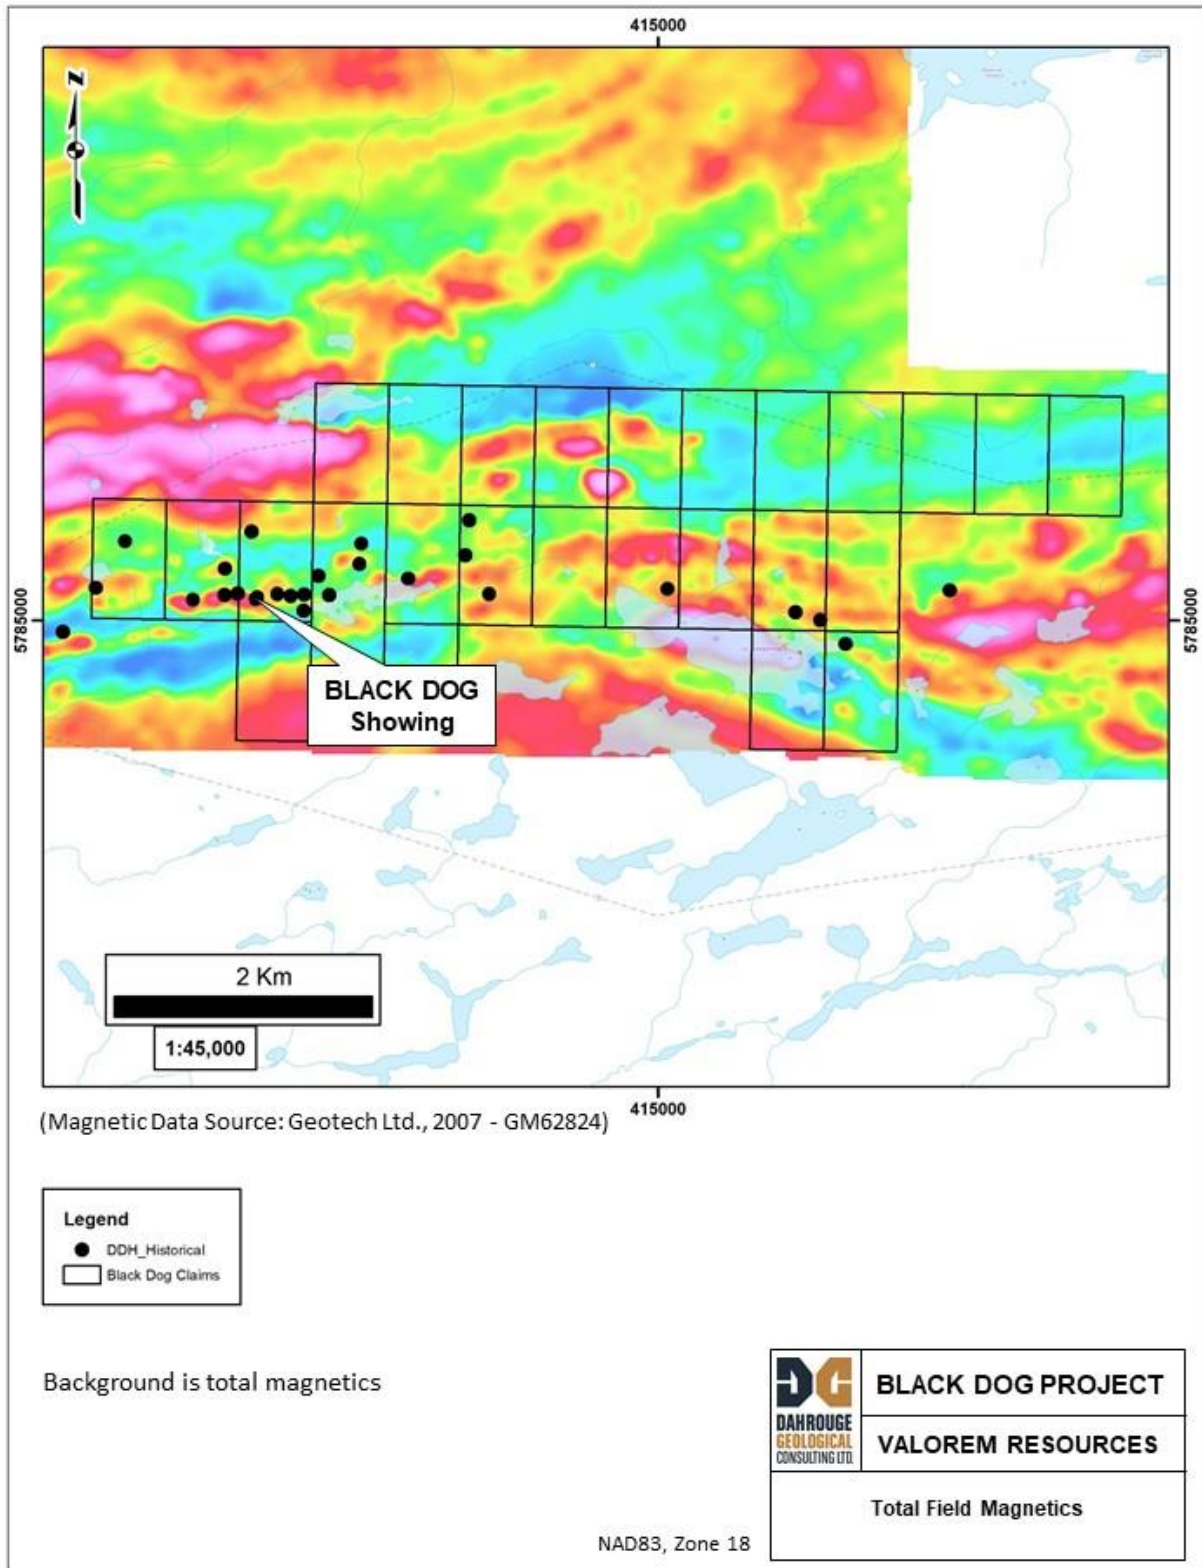 415000
N
5785000
5785000
BLACK DOG
Showing
2 Km
1:45,000
415000
(Magnetic Data Source: Geotech Ltd., 2007 - GM62824)
Legend
DDH_Historical
Black Dog Claims
Background is total magnetics
DG
DAHROUGE
GEOLOGICAL
CONSULTING LTD.
BLACK DOG PROJECT
VALOREM RESOURCES
Total Field Magnetics
NAD83, Zone 18